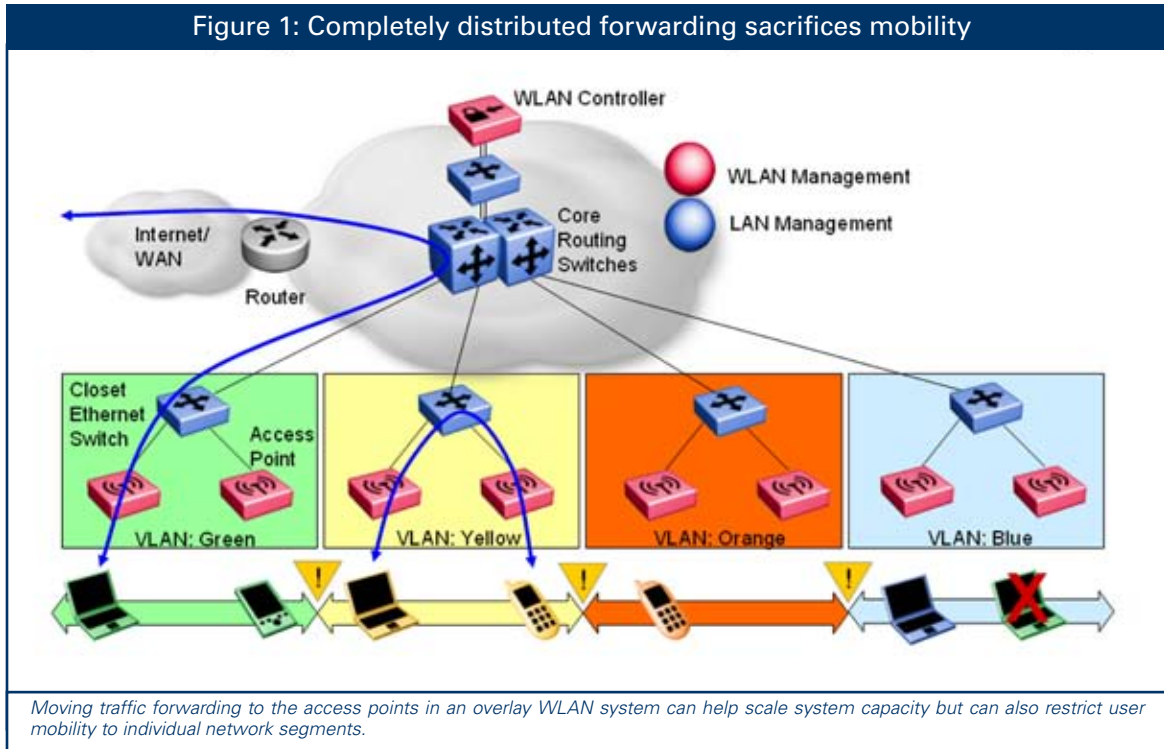 Figure 1: Completely distributed forwarding sacrifices mobility
WLAN Controller
WLAN Management
LAN Management
Core
Routing
Switches
Internet/
WAN
Router
Closet
Ethernet
Switch
Access
Point
VLAN: Green
VLAN: Yellow
VLAN: Orange
VLAN: Blue
!
!
!
Moving traffic forwarding to the access points in an overlay WLAN system can help scale system capacity but can also restrict user
mobility to individual network segments.